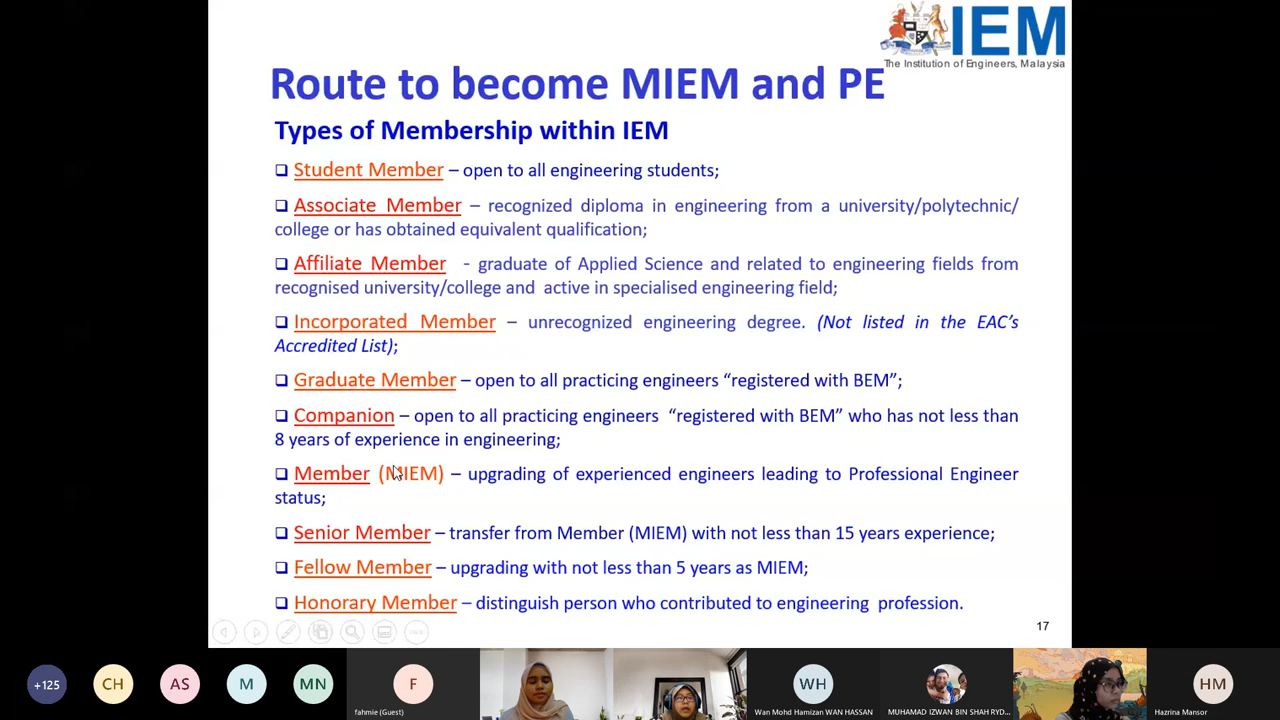 IEM
The Institution of Engineers, Malaysia
Route to become MIEM and PE
Types of Membership within IEM
❑ Student Member – open to all engineering students;
❑ Associate Member – recognized diploma in engineering from a university/polytechnic/
college or has obtained equivalent qualification;
❑ Affiliate Member - graduate of Applied Science and related to engineering fields from
recognised university/college and active in specialised engineering field;
❑ Incorporated Member – unrecognized engineering degree. (Not listed in the EAC’s
Accredited List);
❑ Graduate Member – open to all practicing engineers “registered with BEM”;
❑ Companion – open to all practicing engineers “registered with BEM” who has not less than
8 years of experience in engineering;
❑ Member (MIEM) – upgrading of experienced engineers leading to Professional Engineer
status;
❑ Senior Member – transfer from Member (MIEM) with not less than 15 years experience;
❑ Fellow Member – upgrading with not less than 5 years as MIEM;
❑ Honorary Member – distinguish person who contributed to engineering profession.
17
+125
CH
AS
M
MN
F
WH
HM
fahmie (Guest)
Wan Mohd Hamizan WAN HASSAN
MUHAMAD IZWAN BIN SHAH RYD...
Hazrina Mansor